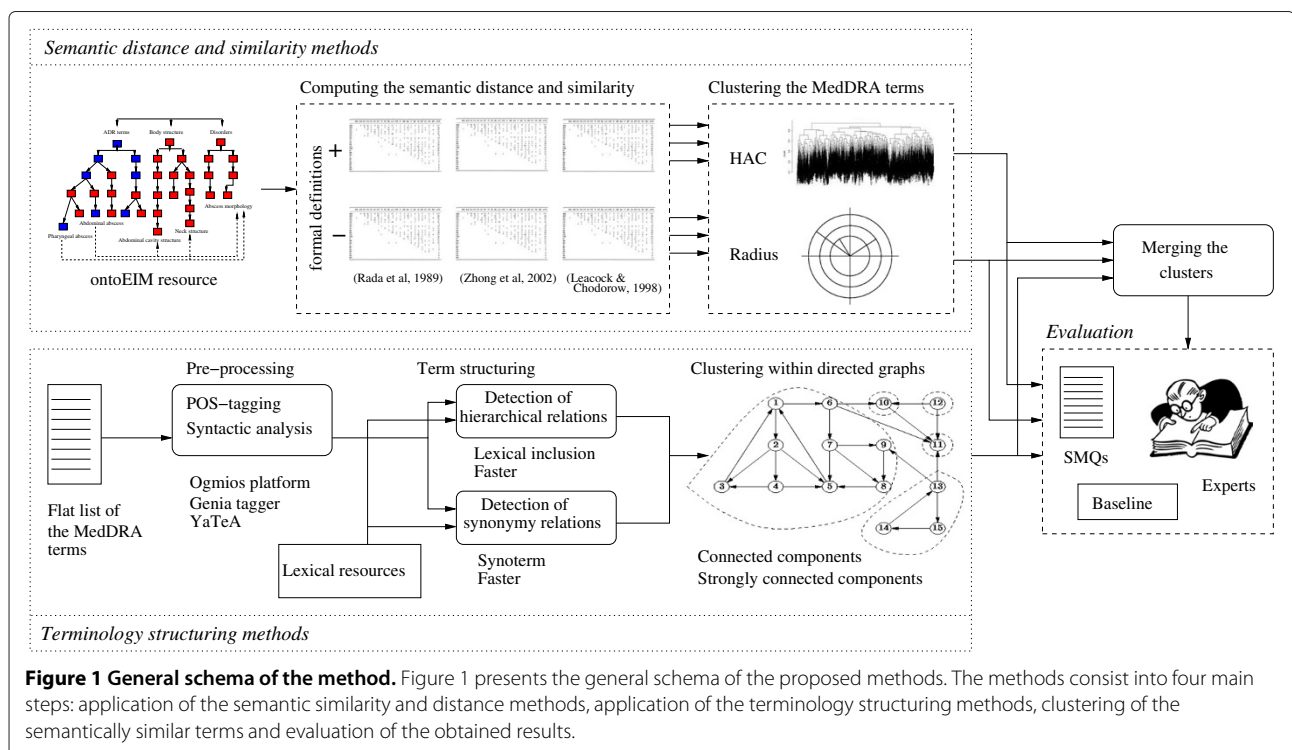 Semantic distance and similarity methods
Computing the semantic distance and similarity
Clustering the MedDRA terms
ADR terms
Body structure
Disorders
Abscess morphology
Abdominal abscess
Neck structure
Pharyngeal abscess
Abdominal cavity structure
ontoEIM resource
formal definitions
+
−
(Rada et al, 1989)
(Zhong et al, 2002)
(Leacock &
Chodorow, 1998)
HAC
Radius
Merging the
clusters
Evaluation
SMQs
Baseline
Experts
Pre−processing
POS−tagging
Syntactic analysis
Ogmios platform
Genia tagger
YaTeA
Flat list of
the MedDRA
terms
Lexical resources
Term structuring
Detection of
hierarchical relations
Lexical inclusion
Faster
Detection of
synonymy relations
Synoterm
Faster
Clustering within directed graphs
1
6
10
12
2
7
9
11
3
4
5
8
13
14
15
Connected components
Strongly connected components
Terminology structuring methods
Figure 1 General schema of the method. Figure 1 presents the general schema of the proposed methods. The methods consist into four main
steps: application of the semantic similarity and distance methods, application of the terminology structuring methods, clustering of the
semantically similar terms and evaluation of the obtained results.